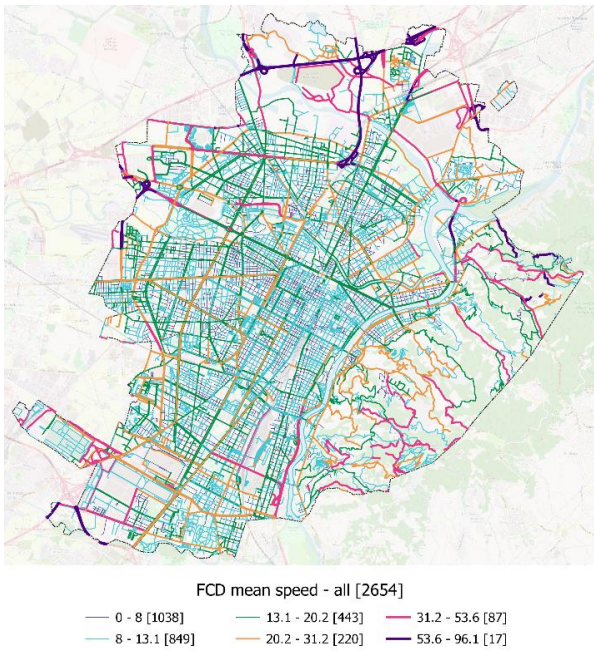 FCD mean speed - all [2654]
0 - 8 [1038] 13.1 - 20.2 [443] 31.2 - 53.6 [87]
8 - 13.1 [849] 20.2 - 31.2 [220] 53.6 - 96.1 [17]